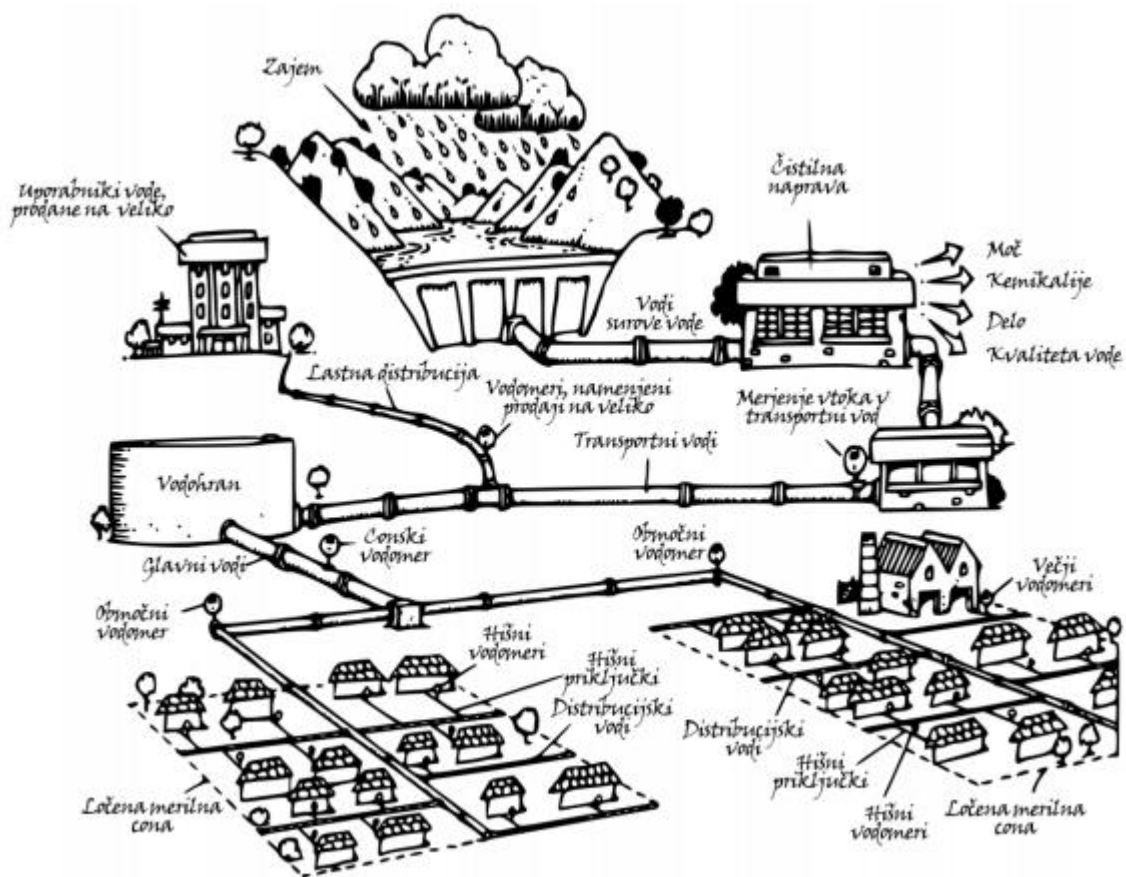 Zajem
Uporabniki vode,
prodane na veliko
Čistilna
naprava
Moč
Kemikalije
Delo
Kvaliteta vode
Vodi
surove vode
Lastna distribucija
Vodomeri, namenjeni
prodaji na veliko
Merjenje vtoka v
transportni vod
Transportni vodi
Vodohran
Conski
vodomer
Glavni vodi
Območni
vodomer
Večji
vodomeri
Območni
vodomer
Hišni
vodomeri
Hišni
priključki
Distribucijski
vodi
Distribucijski
vodi
Hišni
priključki
Hišni
vodomeri
Ločena merilna
cona
Ločena merilna
cona